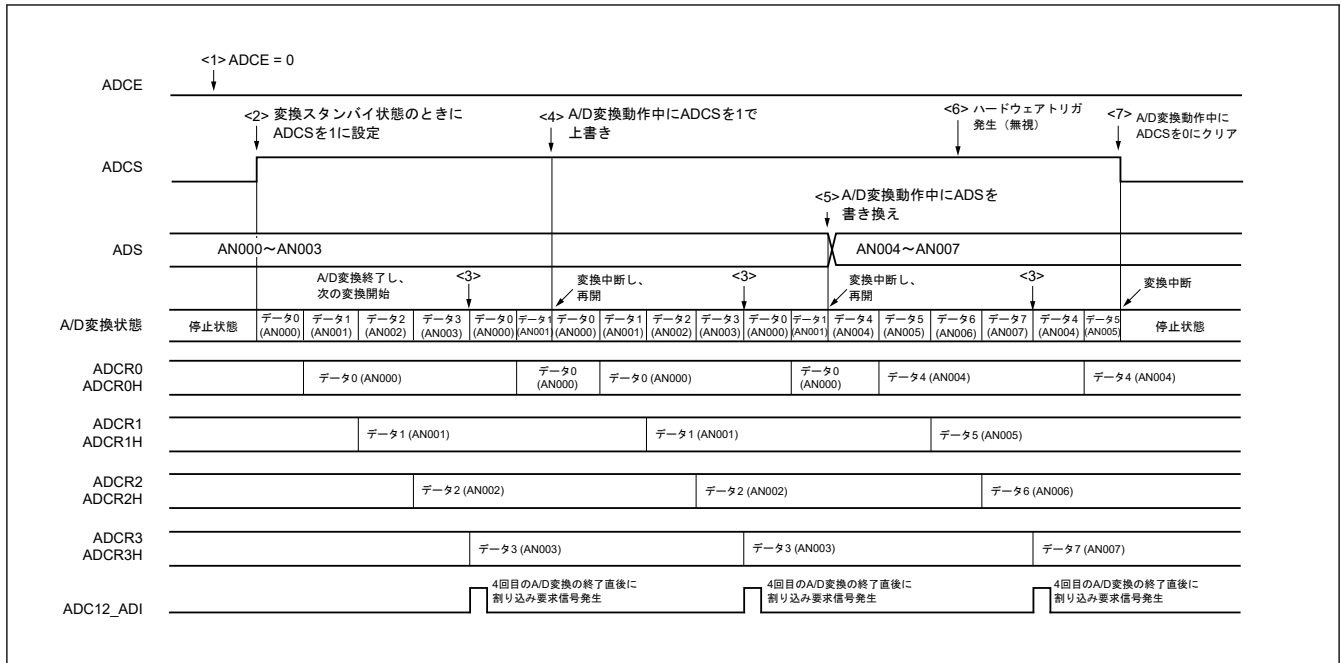 <1> ADCE = 0
ADCE
<2> 変換スタンバイ状態のときに
ADCSを1に設定
<4> A/D変換動作中にADCSを1で
上書き
<6> ハードウェアトリガ
発生（無視）
<7> A/D変換動作中に
ADCSを0にクリア
ADCS
<5> A/D変換動作中にADSを
書き換え
ADS
AN000～AN003
AN004～AN007
A/D変換終了し、
次の変換開始
<3>
変換中断し、
再開
<3>
変換中断し、
再開
<3>
変換中断
A/D変換状態
停止状態
データ0
(AN000)
データ1
(AN001)
データ2
(AN002)
データ3
(AN003)
データ0
(AN000)
データ1
(AN001)
データ0
(AN000)
データ1
(AN001)
データ2
(AN002)
データ3
(AN003)
データ0
(AN000)
データ1
(AN001)
データ4
(AN004)
データ5
(AN005)
データ6
(AN006)
データ7
(AN007)
データ4
(AN004)
データ5
(AN005)
停止状態
ADCR0
ADCR0H
データ0 (AN000)
データ0
(AN000)
データ0 (AN000)
データ0
(AN000)
データ4 (AN004)
データ4 (AN004)
ADCR1
ADCR1H
データ1 (AN001)
データ1 (AN001)
データ5 (AN005)
ADCR2
ADCR2H
データ2 (AN002)
データ2 (AN002)
データ6 (AN006)
ADCR3
ADCR3H
データ3 (AN003)
データ3 (AN003)
データ7 (AN007)
ADC12_ADI
4回目のA/D変換の終了直後に
割り込み要求信号発生
4回目のA/D変換の終了直後に
割り込み要求信号発生
4回目のA/D変換の終了直後に
割り込み要求信号発生